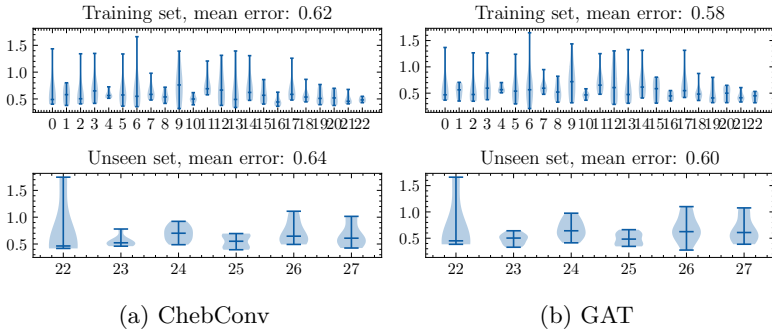 Training set, mean error: 0.62
1.5
1.0
0.5
0 1 2 3 4 5 6 7 8 9 10 11 12 13 14 15 16 17 18 19 20 21 22
Unseen set, mean error: 0.64
1.5
1.0
0.5
22 23 24 25 26 27
(a) ChebConv
Training set, mean error: 0.58
1.5
1.0
0.5
0 1 2 3 4 5 6 7 8 9 10 11 12 13 14 15 16 17 18 19 20 21 22
Unseen set, mean error: 0.60
1.5
1.0
0.5
22 23 24 25 26 27
(b) GAT